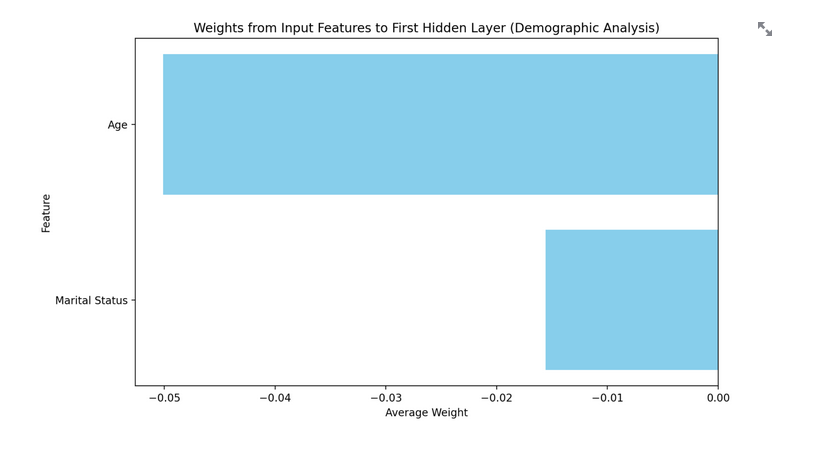 Weights from Input Features to First Hidden Layer (Demographic Analysis)
Age
Feature
Marital Status
−0.05 −0.04 −0.03 −0.02 −0.01 0.00
Average Weight